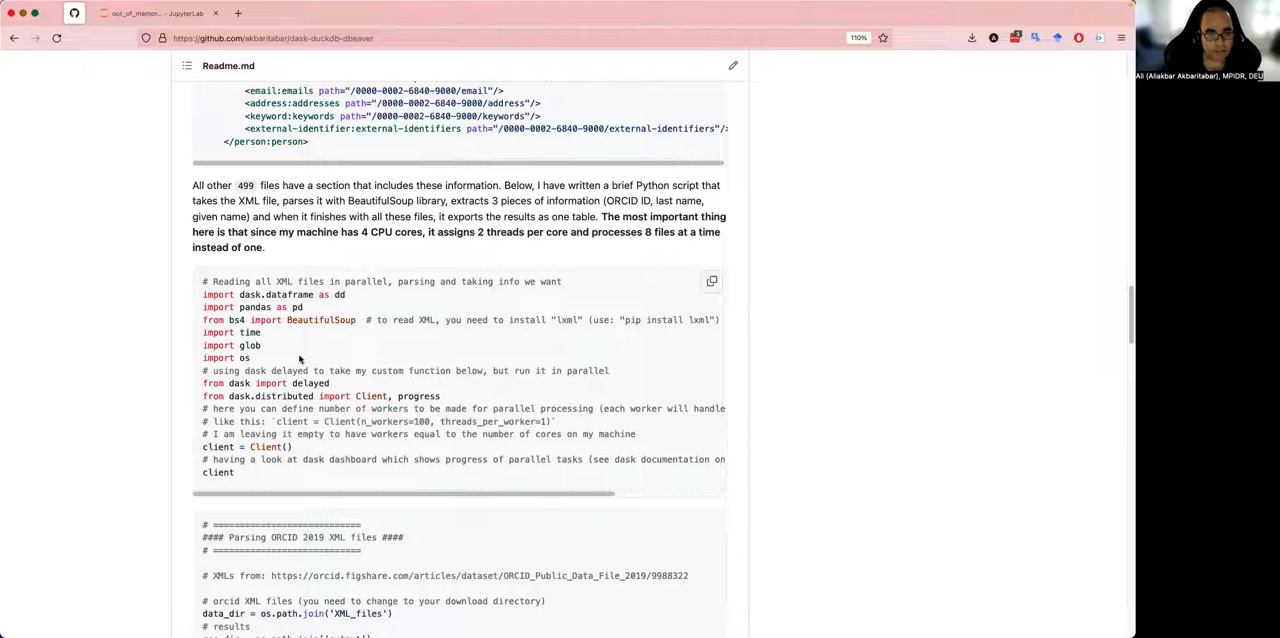 out_of_memor... - JupyterLab
https://github.com/akbaritabar/dask-duckdb-dbeaver
110%
Ali (Aliakbar Akbaritabar), MPIDR, DEU
Readme.md
<email:emails path="/0000-0002-6840-9000/email"/>
<address:addresses path="/0000-0002-6840-9000/address"/>
<keyword:keywords path="/0000-0002-6840-9000/keywords"/>
<external-identifier:external-identifiers path="/0000-0002-6840-9000/external-identifiers"/>
</person:person>
All other 499 files have a section that includes these information. Below, I have written a brief Python script that
takes the XML file, parses it with BeautifulSoup library, extracts 3 pieces of information (ORCID ID, last name,
given name) and when it finishes with all these files, it exports the results as one table. The most important thing
here is that since my machine has 4 CPU cores, it assigns 2 threads per core and processes 8 files at a time
instead of one.
# Reading all XML files in parallel, parsing and taking info we want
import dask.dataframe as dd
import pandas as pd
from bs4 import BeautifulSoup # to read XML, you need to install "lxml" (use: "pip install lxml")
import time
import glob
import os
# using dask delayed to take my custom function below, but run it in parallel
from dask import delayed
from dask.distributed import Client, progress
# here you can define number of workers to be made for parallel processing (each worker will handle
# like this: `client = Client(n_workers=100, threads_per_worker=1)`
# I am leaving it empty to have workers equal to the number of cores on my machine
client = Client()
# having a look at dask dashboard which shows progress of parallel tasks (see dask documentation on
client
# ============================
#### Parsing ORCID 2019 XML files ####
# ============================
# XMLs from: https://orcid.figshare.com/articles/dataset/ORCID_Public_Data_File_2019/9988322
# orcid XML files (you need to change to your download directory)
data_dir = os.path.join('XML_files')
# results